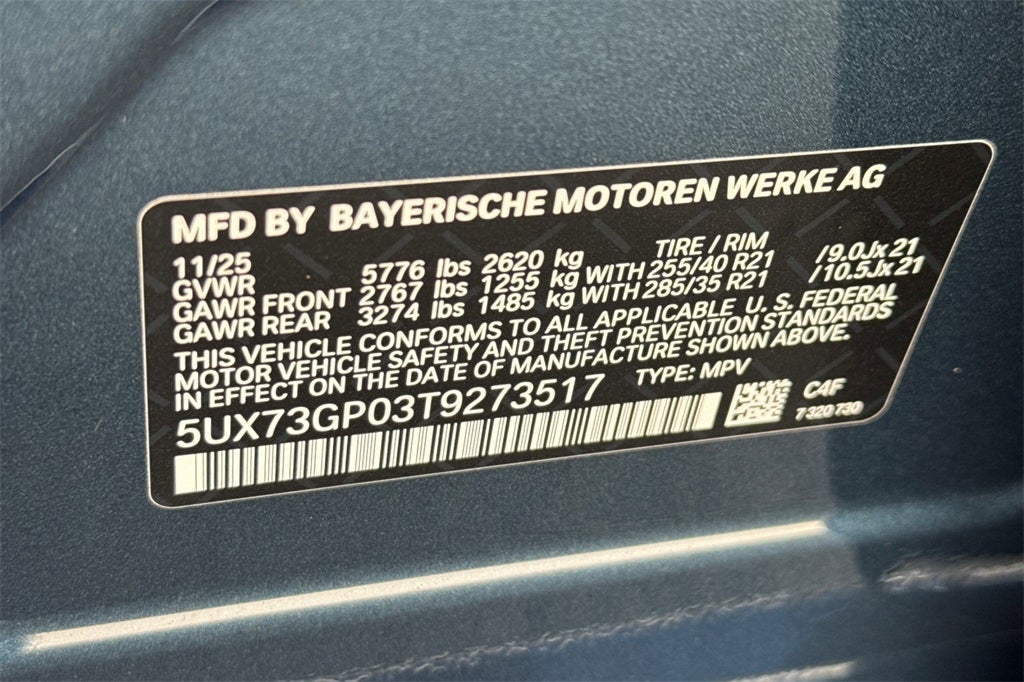 MFD BY BAYERISCHE MOTOREN WERKE AG
11/25 TIRE / RIM
GVWR 5776 lbs 2620 kg
GAWR FRONT 2767 lbs 1255 kg WITH 255/40 R21 /9.0Jx21
GAWR REAR 3274 lbs 1485 kg WITH 285/35 R21 /10.5Jx21
THIS VEHICLE CONFORMS TO ALL APPLICABLE U. S. FEDERAL
MOTOR VEHICLE SAFETY AND THEFT PREVENTION STANDARDS
IN EFFECT ON THE DATE OF MANUFACTURE SHOWN ABOVE.
5UX73GP03T9273517 TYPE: MPV
C4F
7 320 730